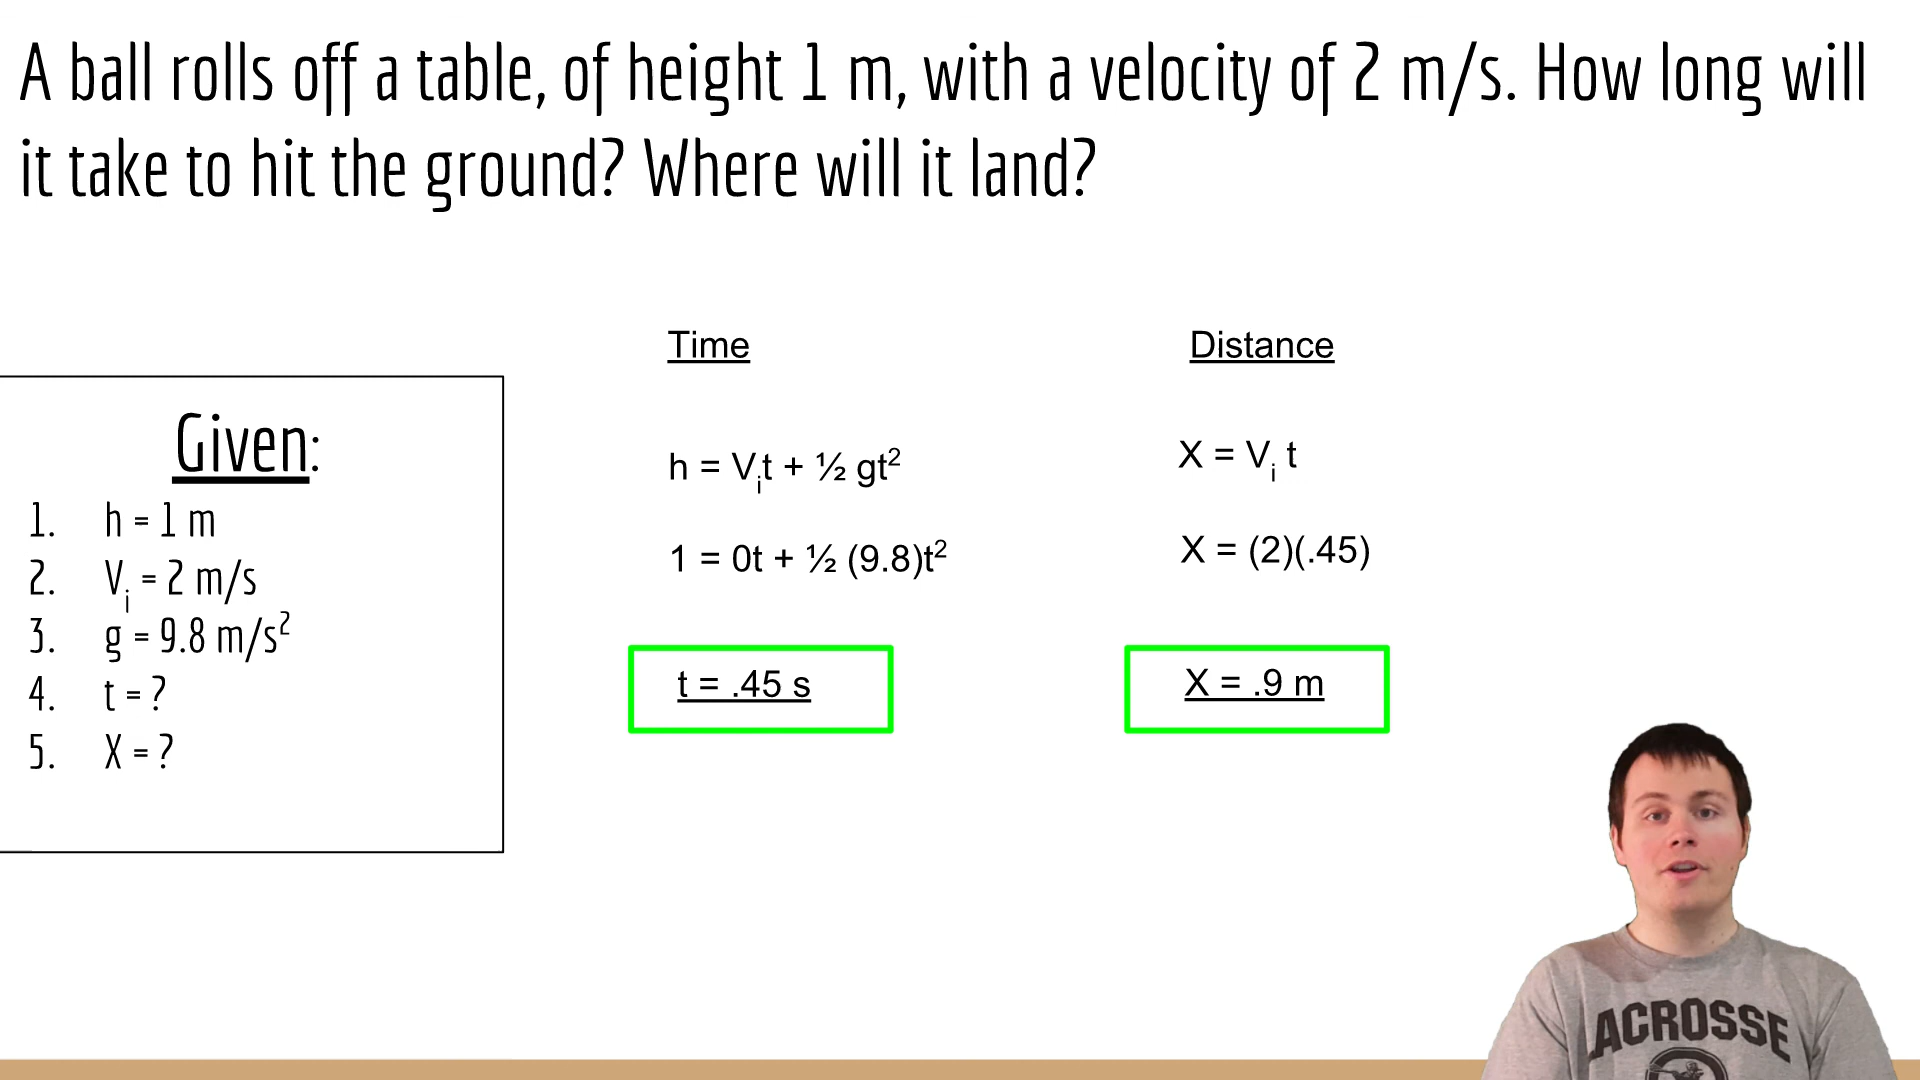 A ball rolls off a table, of height 1 m, with a velocity of 2 m/s. How long will
it take to hit the ground? Where will it land?
Given:
1. h = 1 m
2. Vᵢ = 2 m/s
3. g = 9.8 m/s²
4. t = ?
5. X = ?
Time
h = Vᵢt + ½ gt²
1 = 0t + ½ (9.8)t²
t = .45 s
Distance
X = Vᵢ t
X = (2)(.45)
X = .9 m
LACROSSE